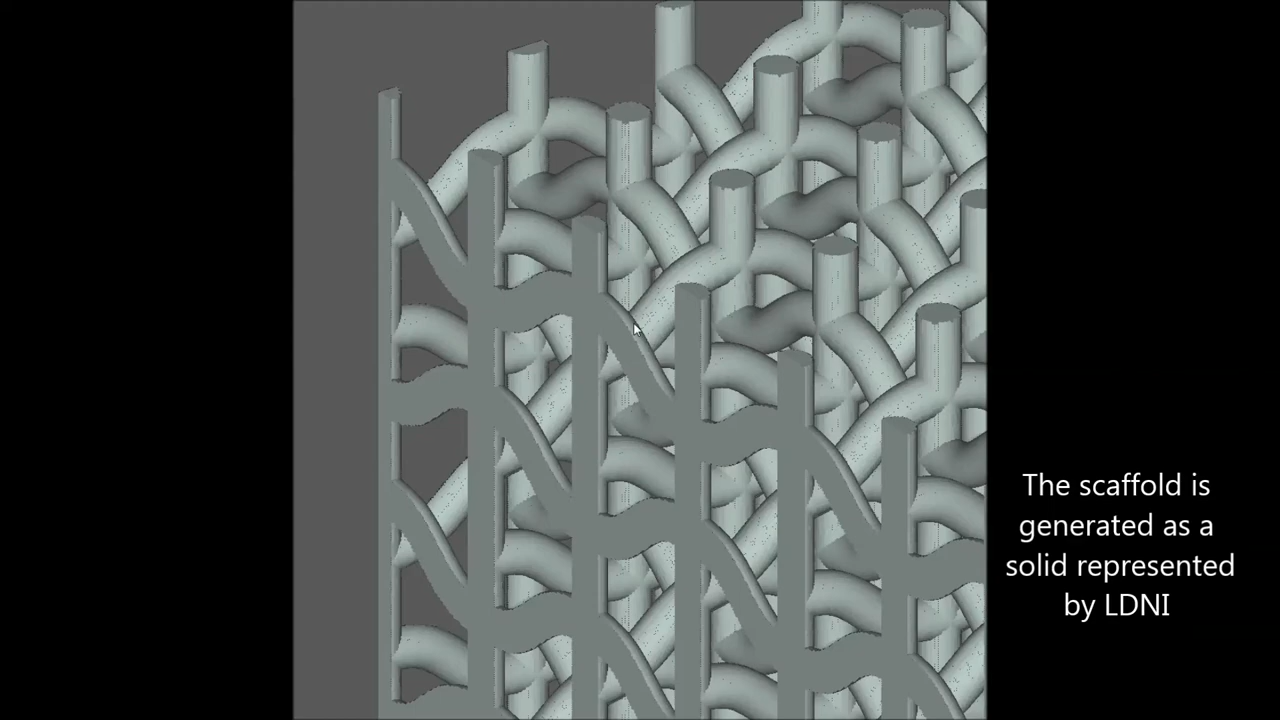 The scaffold is
generated as a
solid represented
by LDNI